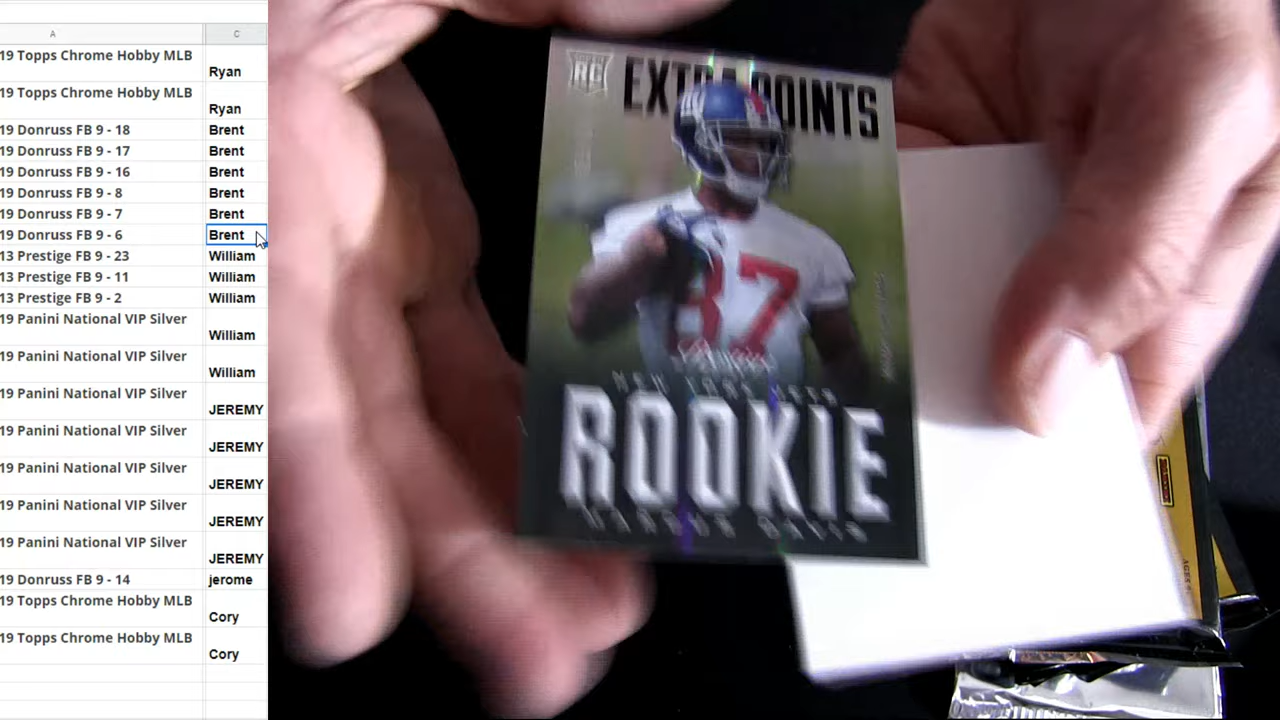 A
C
19 Topps Chrome Hobby MLB
Ryan
19 Topps Chrome Hobby MLB
Ryan
19 Donruss FB 9 - 18 Brent
19 Donruss FB 9 - 17 Brent
19 Donruss FB 9 - 16 Brent
19 Donruss FB 9 - 8 Brent
19 Donruss FB 9 - 7 Brent
19 Donruss FB 9 - 6 Brent
13 Prestige FB 9 - 23 William
13 Prestige FB 9 - 11 William
13 Prestige FB 9 - 2 William
19 Panini National VIP Silver
William
19 Panini National VIP Silver
William
19 Panini National VIP Silver
JEREMY
19 Panini National VIP Silver
JEREMY
19 Panini National VIP Silver
JEREMY
19 Panini National VIP Silver
JEREMY
19 Panini National VIP Silver
JEREMY
19 Donruss FB 9 - 14 jerome
19 Topps Chrome Hobby MLB
Cory
19 Topps Chrome Hobby MLB
Cory
RC
EXTRA POINTS
37
ROOKIE